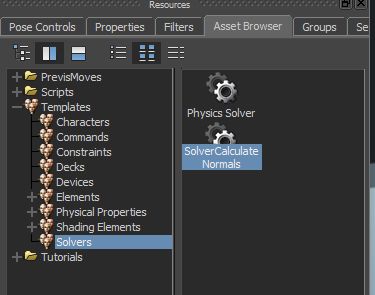 Resources
Pose Controls
Properties
Filters
Asset Browser
Groups
Se
PrevisMoves
Scripts
Templates
Characters
Commands
Constraints
Decks
Devices
Elements
Physical Properties
Shading Elements
Solvers
Tutorials
Physics Solver
SolverCalculate
Normals